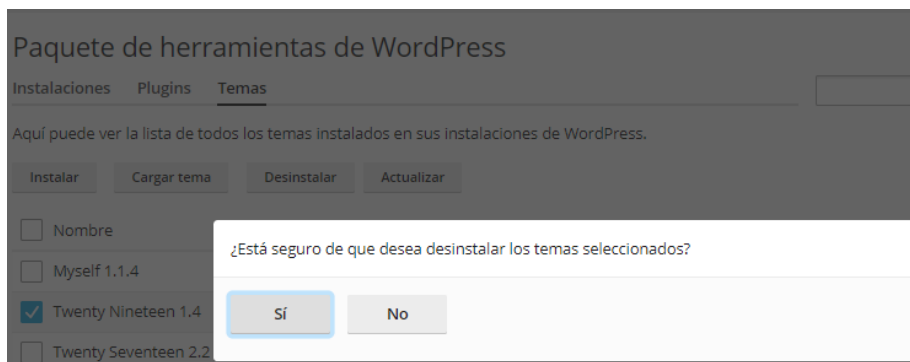 Paquete de herramientas de WordPress
Instalaciones Plugins Temas
Aquí puede ver la lista de todos los temas instalados en sus instalaciones de WordPress.
Instalar Cargar tema Desinstalar Actualizar
Nombre
¿Está seguro de que desea desinstalar los temas seleccionados?
Myself 1.1.4
Twenty Nineteen 1.4
Sí No
Twenty Seventeen 2.2